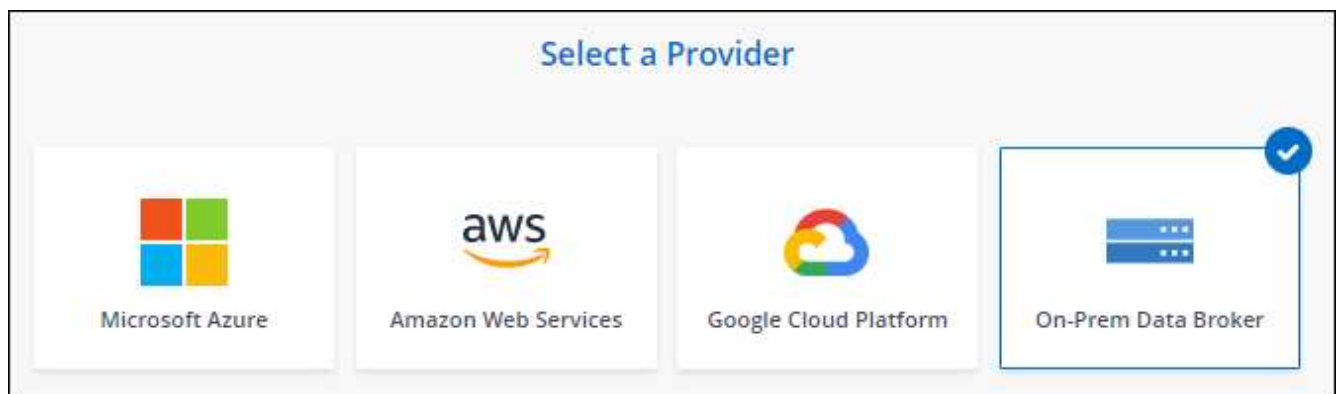 Select a Provider
aws
Microsoft Azure
Amazon Web Services
Google Cloud Platform
On-Prem Data Broker